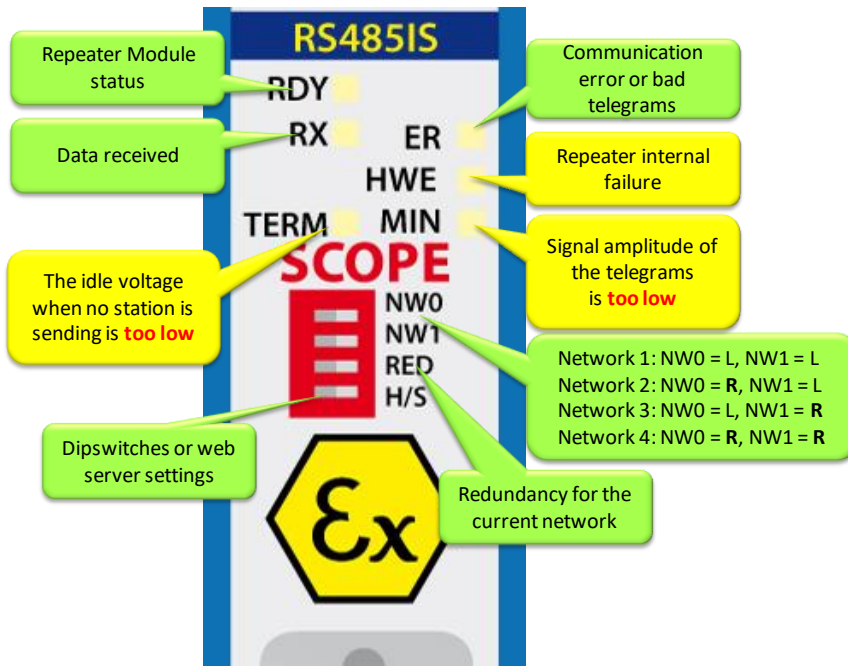 RS485IS
Repeater Module
status
RDY
Communication
error or bad
telegrams
RX
ER
Data received
HWE
Repeater internal
failure
TERM
MIN
SCOPE
The idle voltage
when no station is
sending is too low
Signal amplitude of
the telegrams
is too low
NW0
NW1
RED
H/S
Network 1: NW0 = L, NW1 = L
Network 2: NW0 = R, NW1 = L
Network 3: NW0 = L, NW1 = R
Network 4: NW0 = R, NW1 = R
Dipswitches or web
server settings
Redundancy for the
current network
Ex